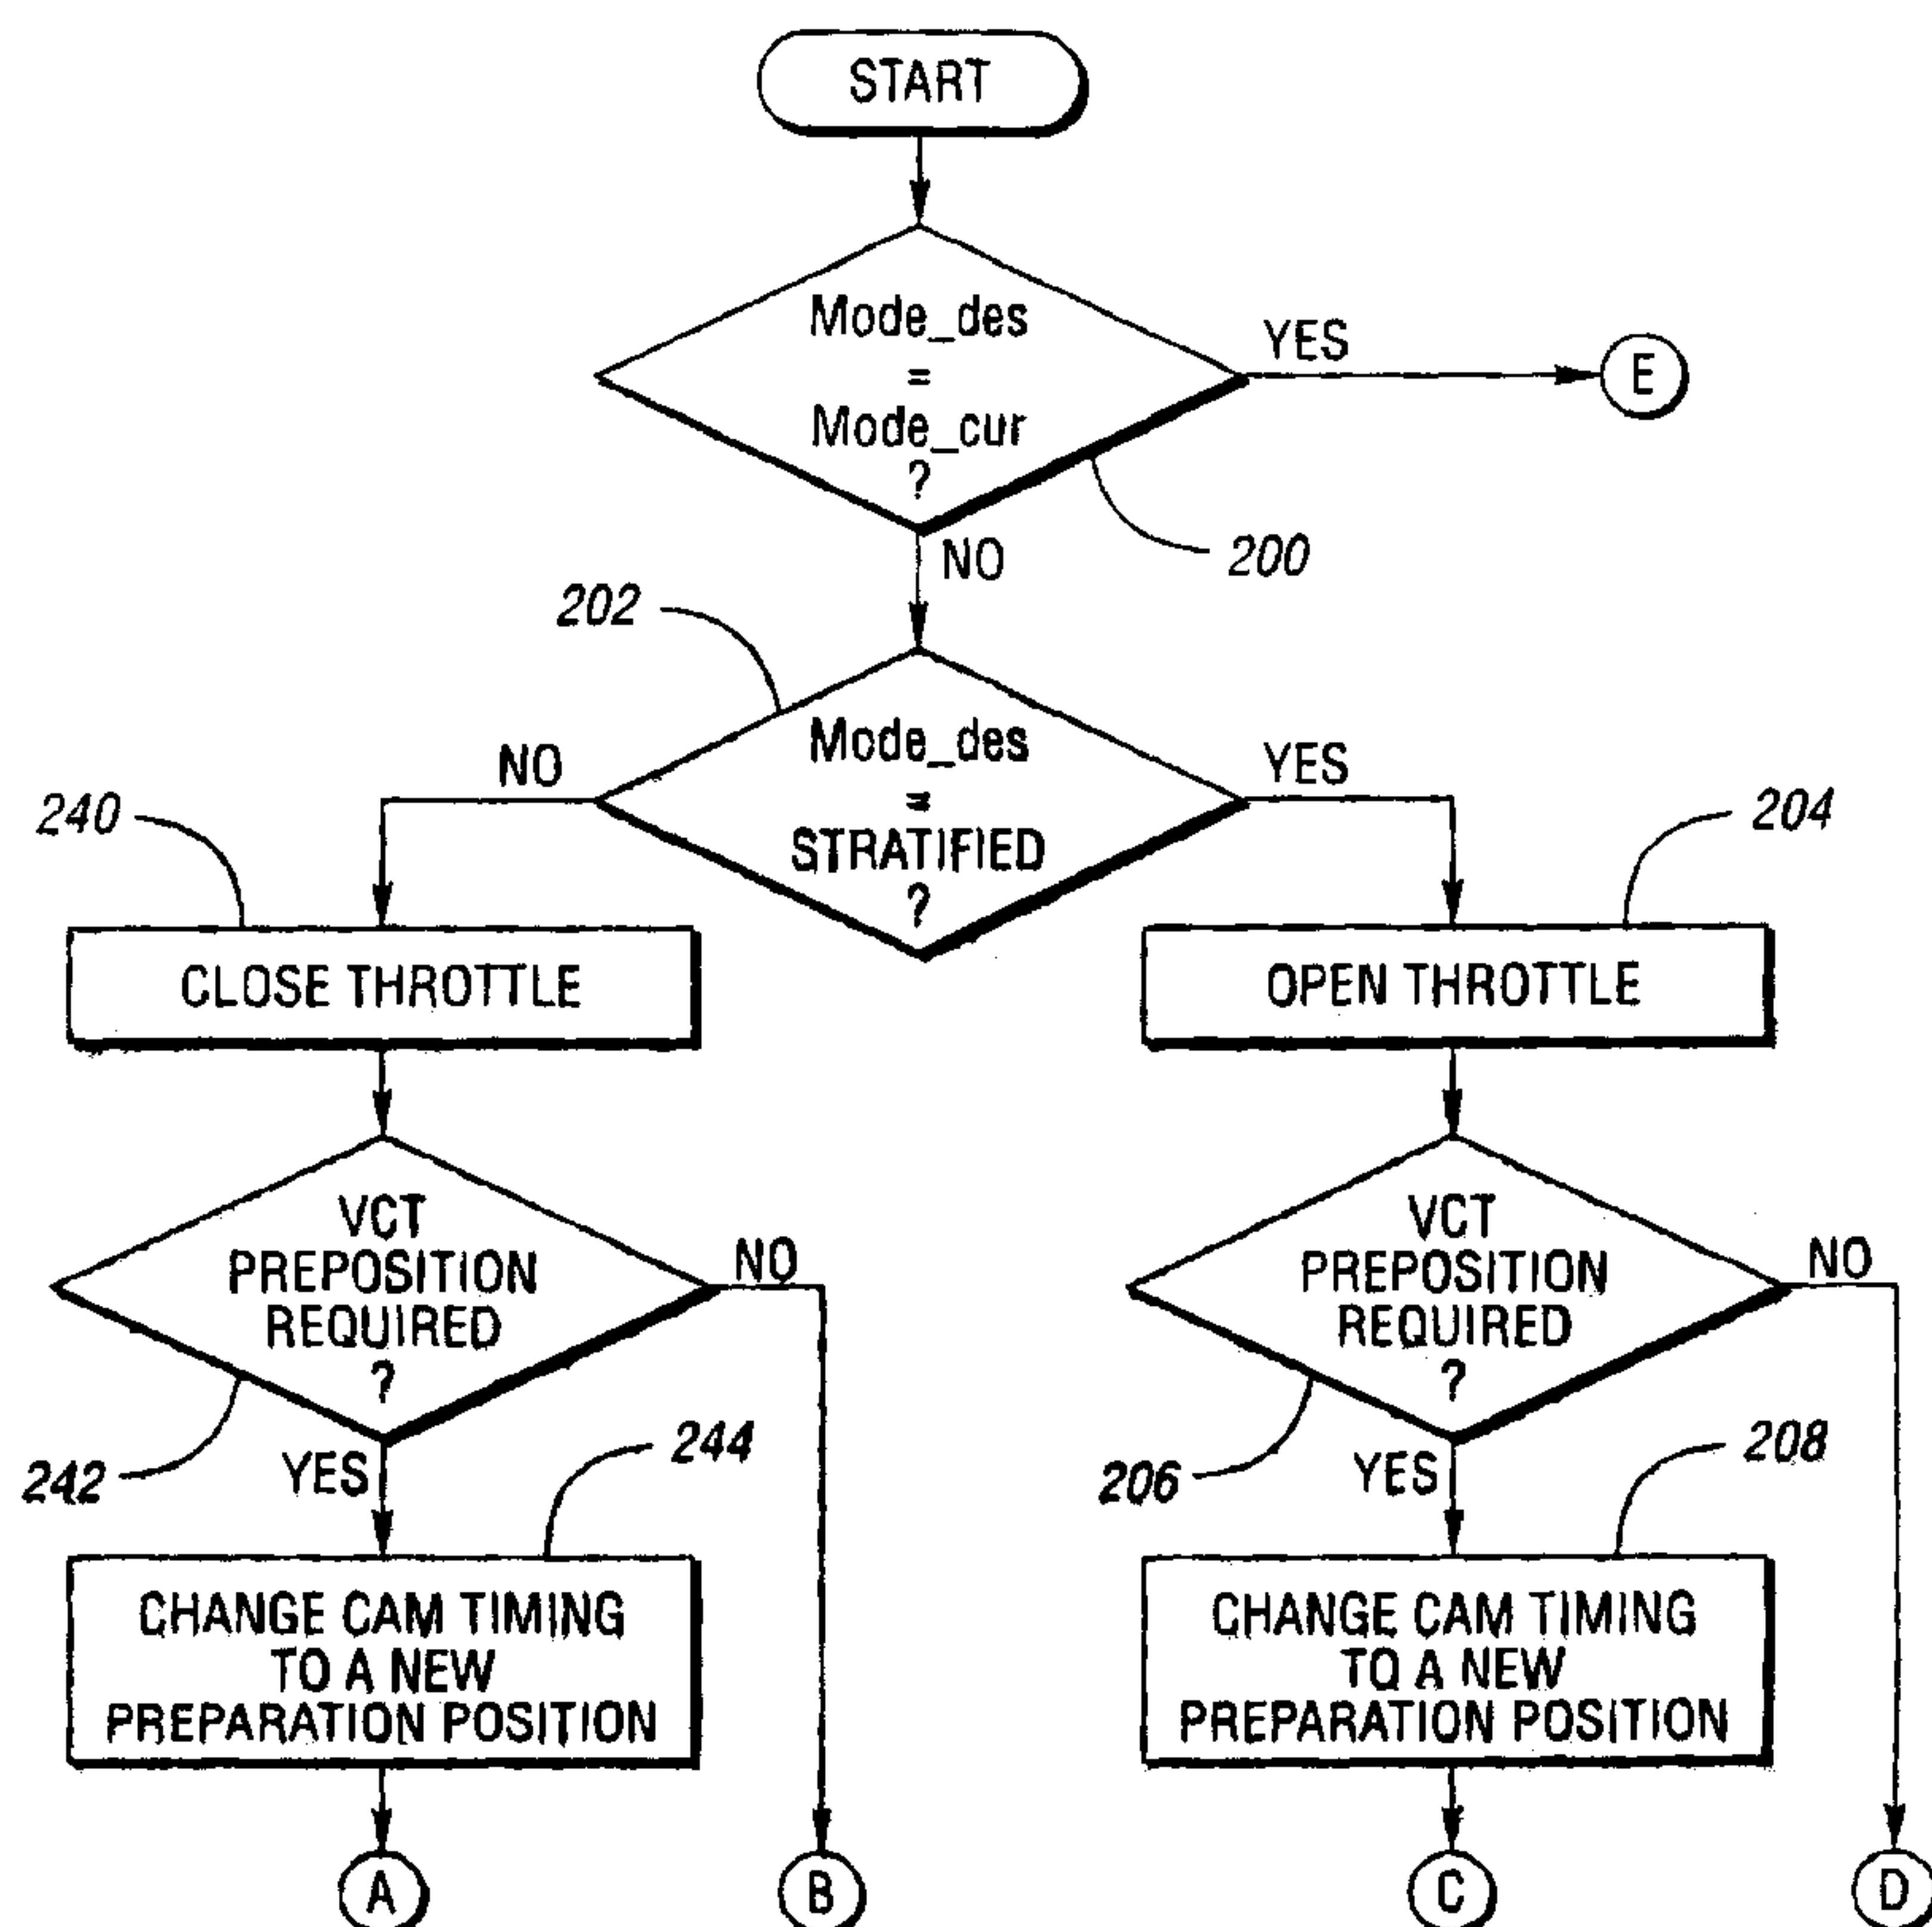 START
Mode_des
=
Mode_cur
?
YES
E
200
NO
202
Mode_des
=
STRATIFIED
?
NO
YES
240
204
CLOSE THROTTLE
OPEN THROTTLE
VCT
PREPOSITION
REQUIRED
?
NO
242
YES
244
VCT
PREPOSITION
REQUIRED
?
NO
206
YES
208
CHANGE CAM TIMING
TO A NEW
PREPARATION POSITION
CHANGE CAM TIMING
TO A NEW
PREPARATION POSITION
A
B
C
D